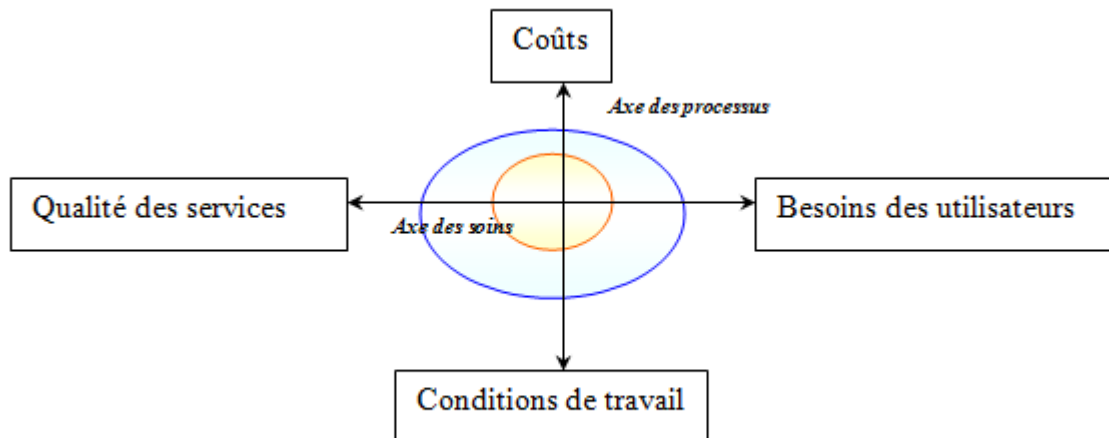 Coûts
Axe des processus
Qualité des services
Besoins des utilisateurs
Axe des soins
Conditions de travail